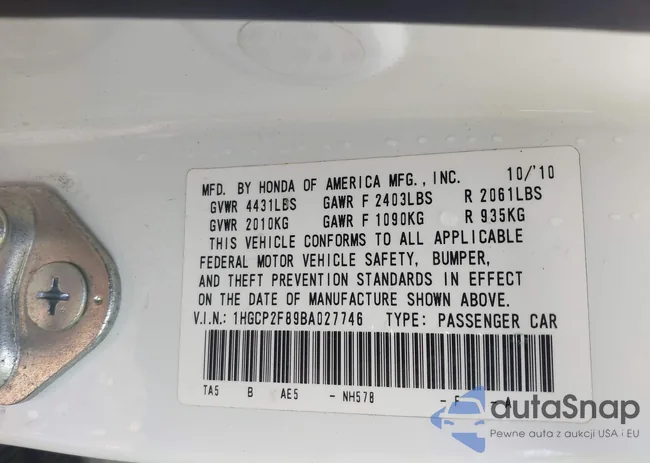 MFD. BY HONDA OF AMERICA MFG., INC. 10/'10
GVWR 4431LBS GAWR F 2403LBS R 2061LBS
GVWR 2010KG GAWR F 1090KG R 935KG
THIS VEHICLE CONFORMS TO ALL APPLICABLE
FEDERAL MOTOR VEHICLE SAFETY, BUMPER,
AND THEFT PREVENTION STANDARDS IN EFFECT
ON THE DATE OF MANUFACTURE SHOWN ABOVE.
V.I.N.: 1HGCP2F89BA027746 TYPE: PASSENGER CAR
TA5 B AE5 - NH578 - F - A
autaSnap
Pewne auta z aukcji USA i EU